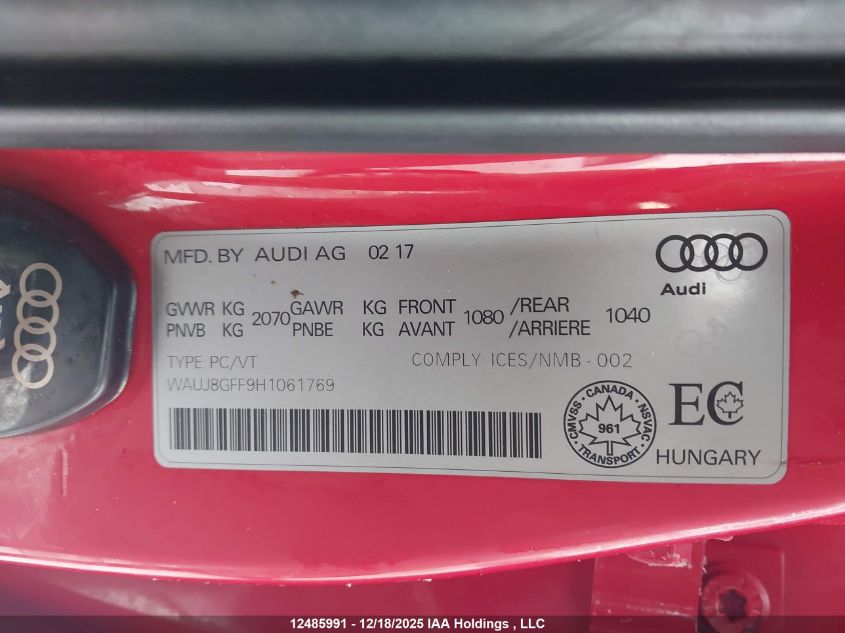 MFD. BY AUDI AG 02 17
Audi
GVWR KG 2070 GAWR KG FRONT 1080 /REAR 1040
PNVB KG PNBE KG AVANT /ARRIERE
TYPE: PC/VT COMPLY: ICES/NMB - 002
WAUJ8GFF9H1061769
CMVSS CANADA NSVAC
961
TRANSPORT
EC
HUNGARY
12485991 - 12/18/2025 IAA Holdings , LLC